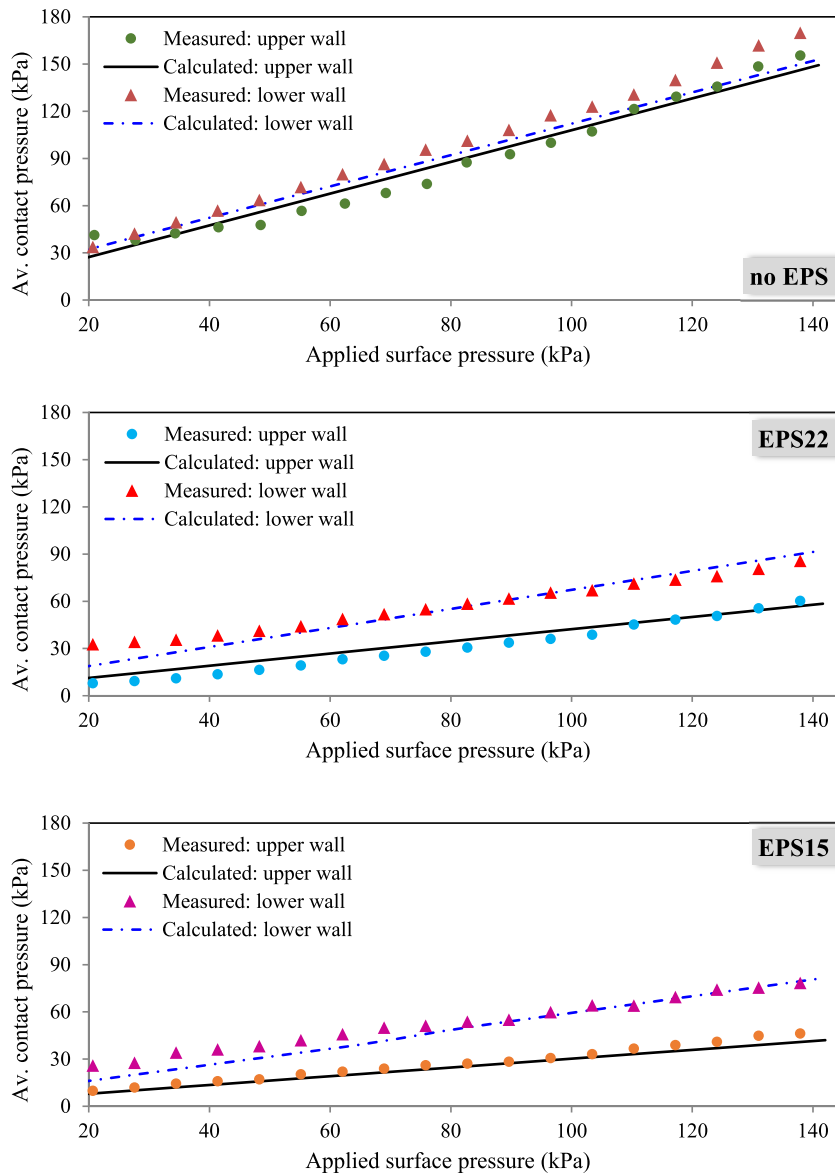 Av. contact pressure (kPa)
180
150
120
90
60
30
0
Measured: upper wall
Calculated: upper wall
Measured: lower wall
Calculated: lower wall
no EPS
20 40 60 80 100 120 140
Applied surface pressure (kPa)
Av. contact pressure (kPa)
180
150
120
90
60
30
0
Measured: upper wall
Calculated: upper wall
Measured: lower wall
Calculated: lower wall
EPS22
20 40 60 80 100 120 140
Applied surface pressure (kPa)
Av. contact pressure (kPa)
180
150
120
90
60
30
0
Measured: upper wall
Calculated: upper wall
Measured: lower wall
Calculated: lower wall
EPS15
20 40 60 80 100 120 140
Applied surface pressure (kPa)